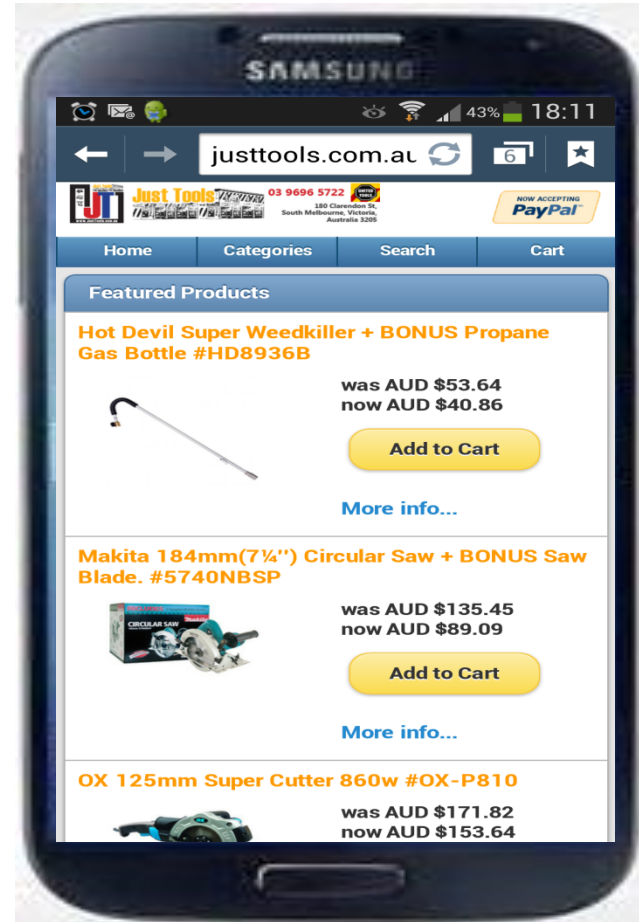 SAMSUNG
43% 18:11
justtools.com.au
6
JT
Just Tools
03 9696 5722
180 Clarendon St,
South Melbourne, Victoria,
Australia 3205
NOW ACCEPTING
PayPal
Home Categories Search Cart
Featured Products
Hot Devil Super Weedkiller + BONUS Propane
Gas Bottle #HD8936B
was AUD $53.64
now AUD $40.86
Add to Cart
More info...
Makita 184mm(7¼'') Circular Saw + BONUS Saw
Blade. #5740NBSP
CIRCULAR SAW
was AUD $135.45
now AUD $89.09
Add to Cart
More info...
OX 125mm Super Cutter 860w #OX-P810
was AUD $171.82
now AUD $153.64